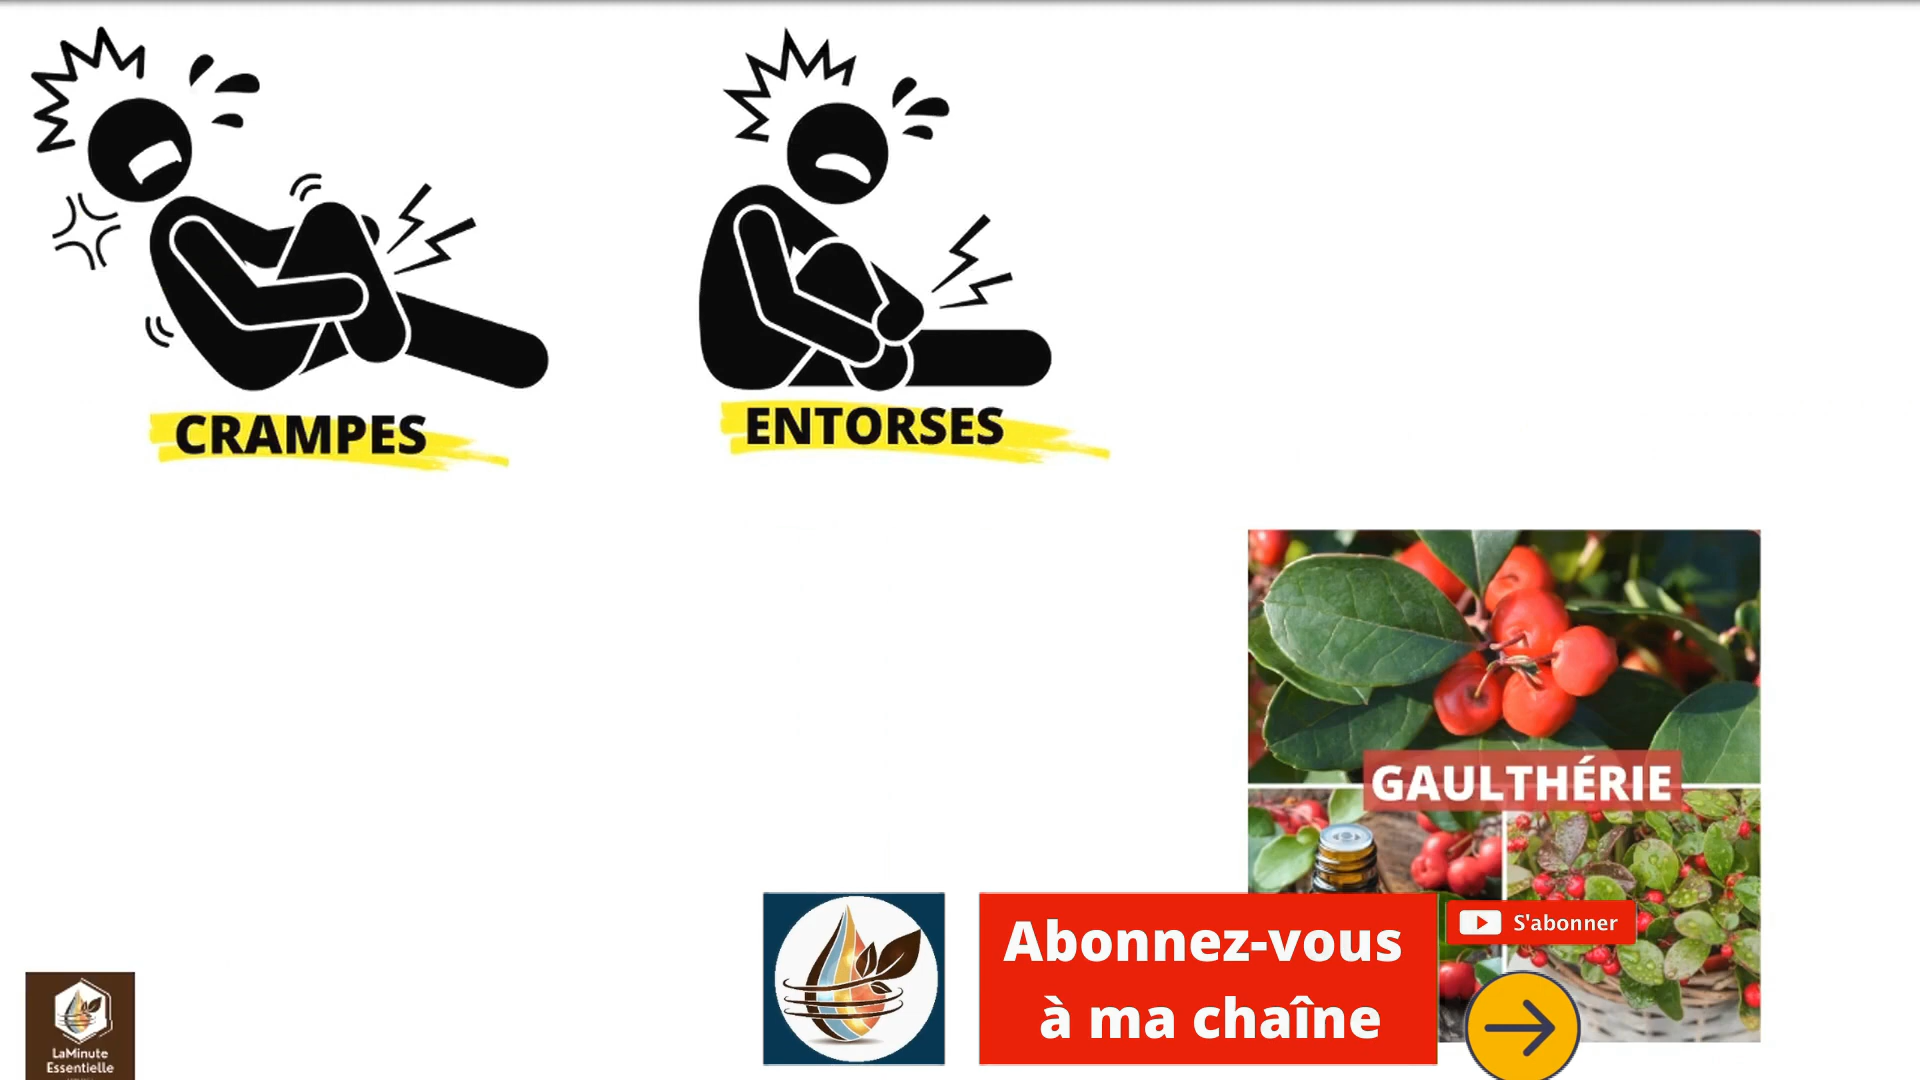 CRAMPES
ENTORSES
GAULTHÉRIE
Abonnez-vous
à ma chaîne
S'abonner
LaMinute
Essentielle